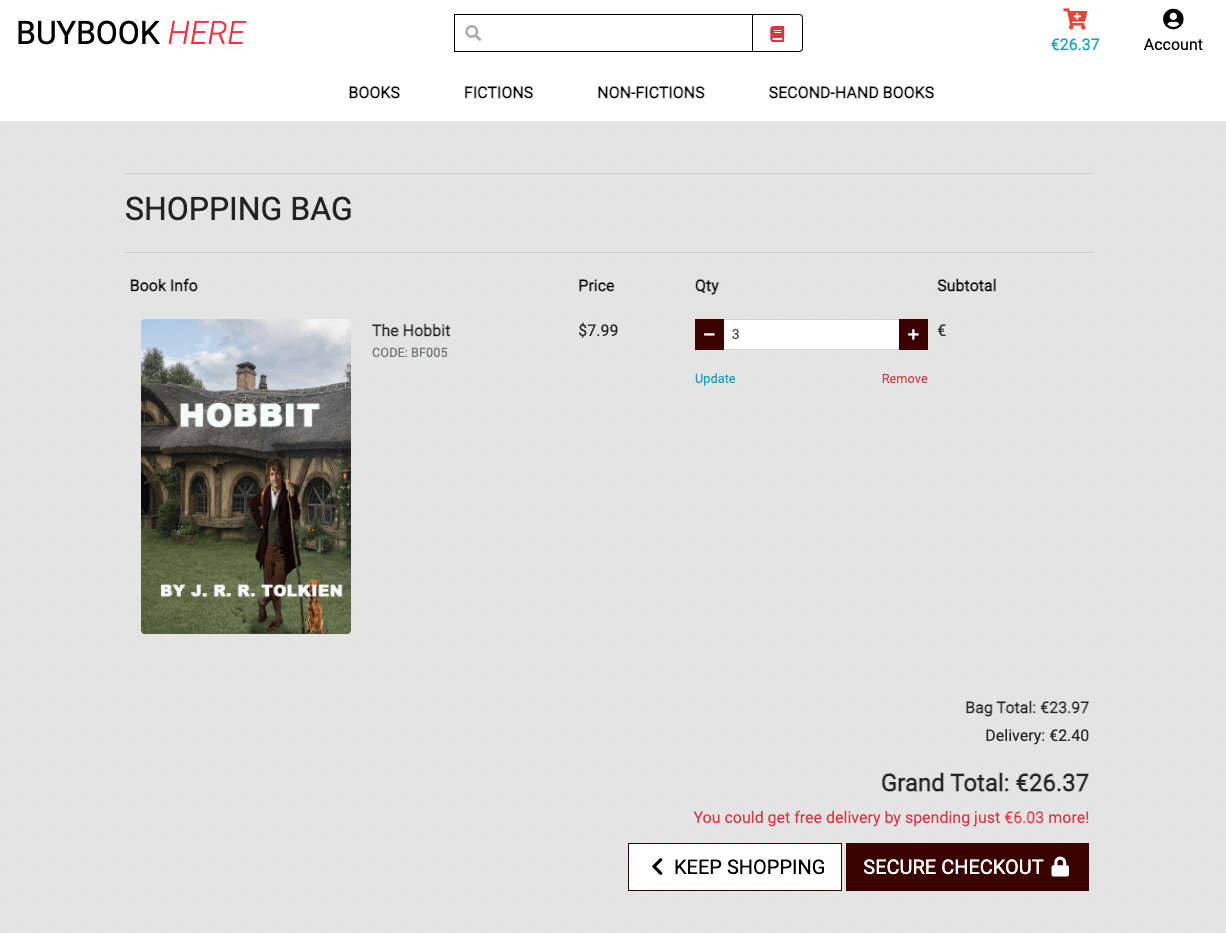 BUYBOOK HERE
€26.37
Account
BOOKS FICTIONS NON-FICTIONS SECOND-HAND BOOKS
SHOPPING BAG
Book Info Price Qty Subtotal
The Hobbit $7.99 3 €
CODE: BF005
Update Remove
HOBBIT
BY J. R. R. TOLKIEN
Bag Total: €23.97
Delivery: €2.40
Grand Total: €26.37
You could get free delivery by spending just €6.03 more!
KEEP SHOPPING SECURE CHECKOUT